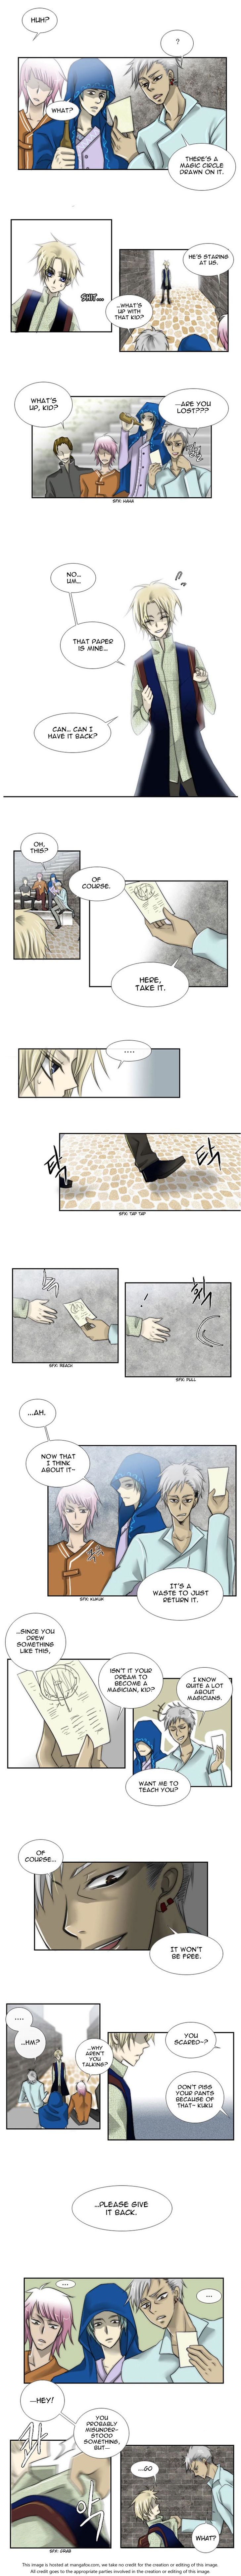 HUH?
?
WHAT?
THERE'S A
MAGIC CIRCLE
DRAWN ON IT.
SHIT...
HE'S STARING
AT US.
...WHAT'S
UP WITH
THAT KID?
WHAT'S
UP, KID?
—ARE YOU
LOST???
SFX: HAHA
NO...
UM...
THAT PAPER
IS MINE...
CAN... CAN I
HAVE IT BACK?
OH,
THIS?
OF
COURSE.
HERE,
TAKE IT.
....
SFX: TAP TAP
SFX: REACH
!
SFX: PULL
...AH.
NOW THAT
I THINK
ABOUT IT~
SFX: KUKUK
IT'S A
WASTE TO JUST
RETURN IT.
...SINCE YOU
DREW
SOMETHING
LIKE THIS,
ISN'T IT YOUR
DREAM TO
BECOME A
MAGICIAN, KID?
I KNOW
QUITE A LOT
ABOUT
MAGICIANS.
WANT ME TO
TEACH YOU?
OF
COURSE...
IT WON'T
BE FREE.
....
...HM?
...WHY
AREN'T
YOU
TALKING?
YOU
SCARED~?
DON'T PISS
YOUR PANTS
BECAUSE OF
THAT~ KUKU
...PLEASE GIVE
IT BACK.
...
...
—HEY!
YOU
PROBABLY
MISUNDER-
STOOD
SOMETHING,
BUT—
SFX: GRAB
...GO
WHAT?
This image is hosted at mangafox.com, we take no credit for the creation or editing of this image.
All credit goes to the appropriate parties involved in the creation or editing of this image.